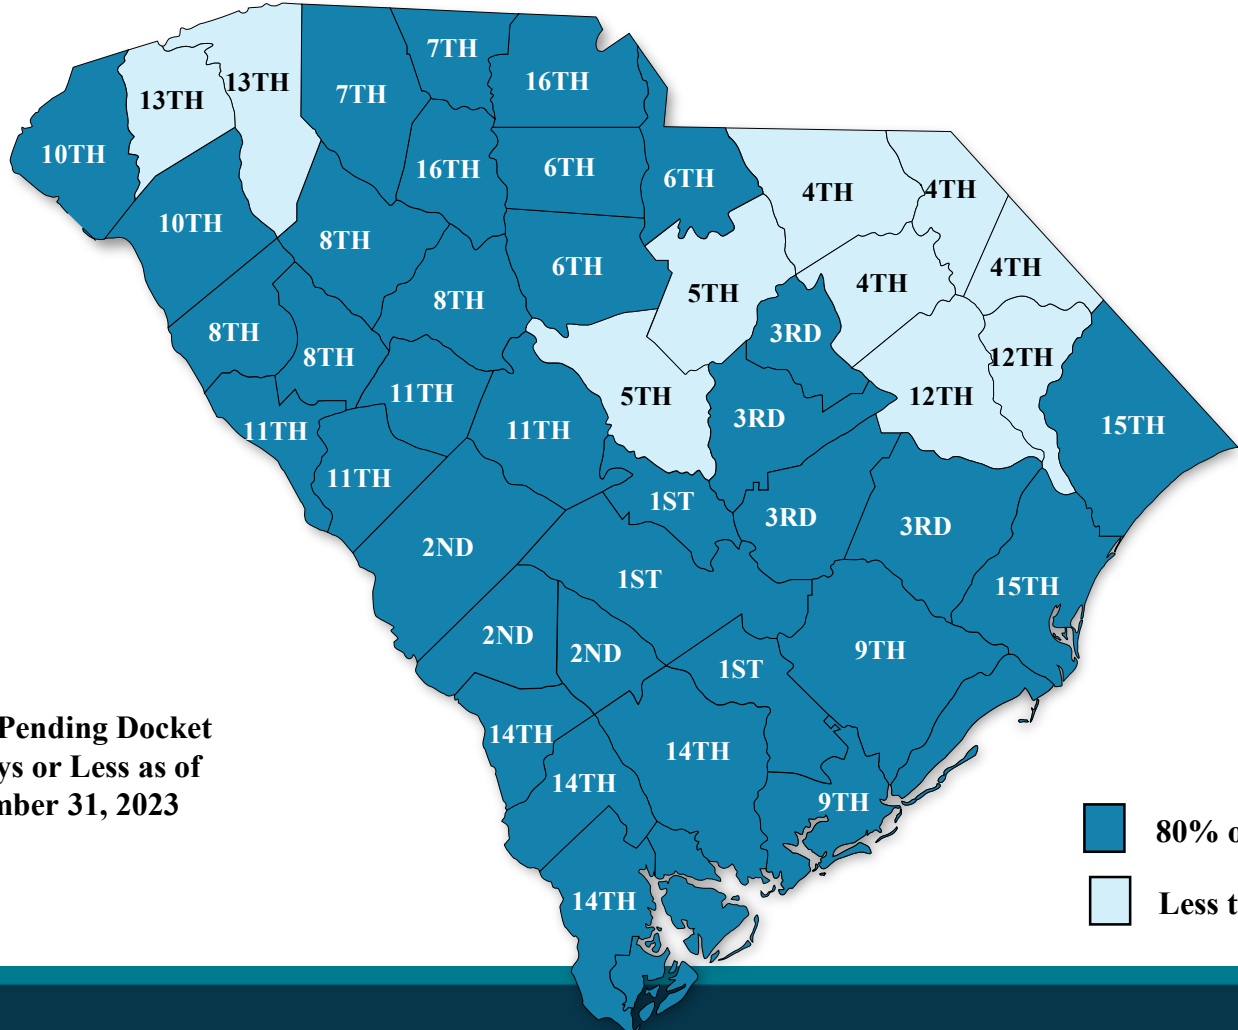 7TH
7TH
16TH
13TH
13TH
10TH
16TH
6TH
6TH
4TH
4TH
10TH
8TH
6TH
5TH
4TH
4TH
8TH
8TH
8TH
3RD
12TH
11TH
5TH
3RD
12TH
15TH
11TH
11TH
11TH
1ST
3RD
3RD
2ND
1ST
15TH
2ND
2ND
1ST
9TH
14TH
14TH
14TH
9TH
14TH
Pending Docket
ys or Less as of
mber 31, 2023
80% o
Less t